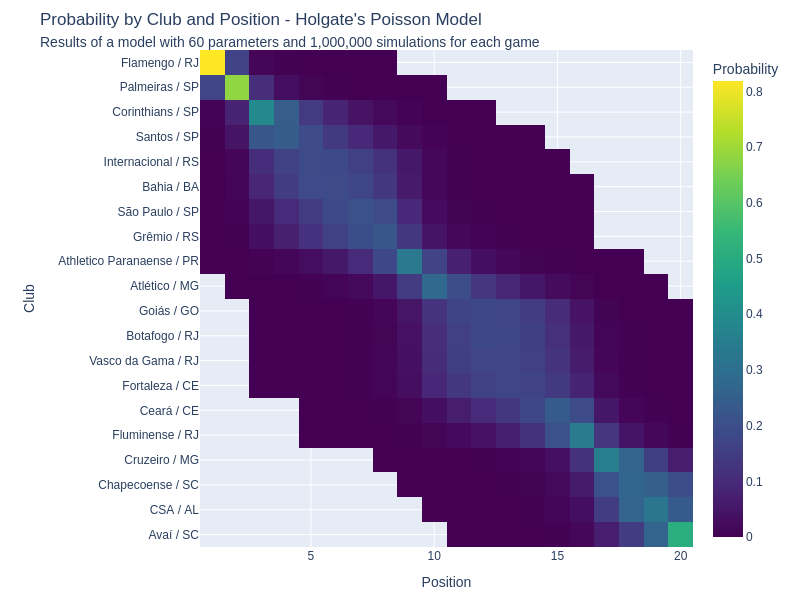 Probability by Club and Position - Holgate's Poisson Model
Results of a model with 60 parameters and 1,000,000 simulations for each game
Probability
Flamengo / RJ
Palmeiras / SP
Corinthians / SP
Santos / SP
Internacional / RS
Bahia / BA
São Paulo / SP
Grêmio / RS
Athletico Paranaense / PR
Atlético / MG
Goiás / GO
Botafogo / RJ
Vasco da Gama / RJ
Fortaleza / CE
Ceará / CE
Fluminense / RJ
Cruzeiro / MG
Chapecoense / SC
CSA / AL
Avaí / SC
Club
0.8
0.7
0.6
0.5
0.4
0.3
0.2
0.1
0
5 10 15 20
Position